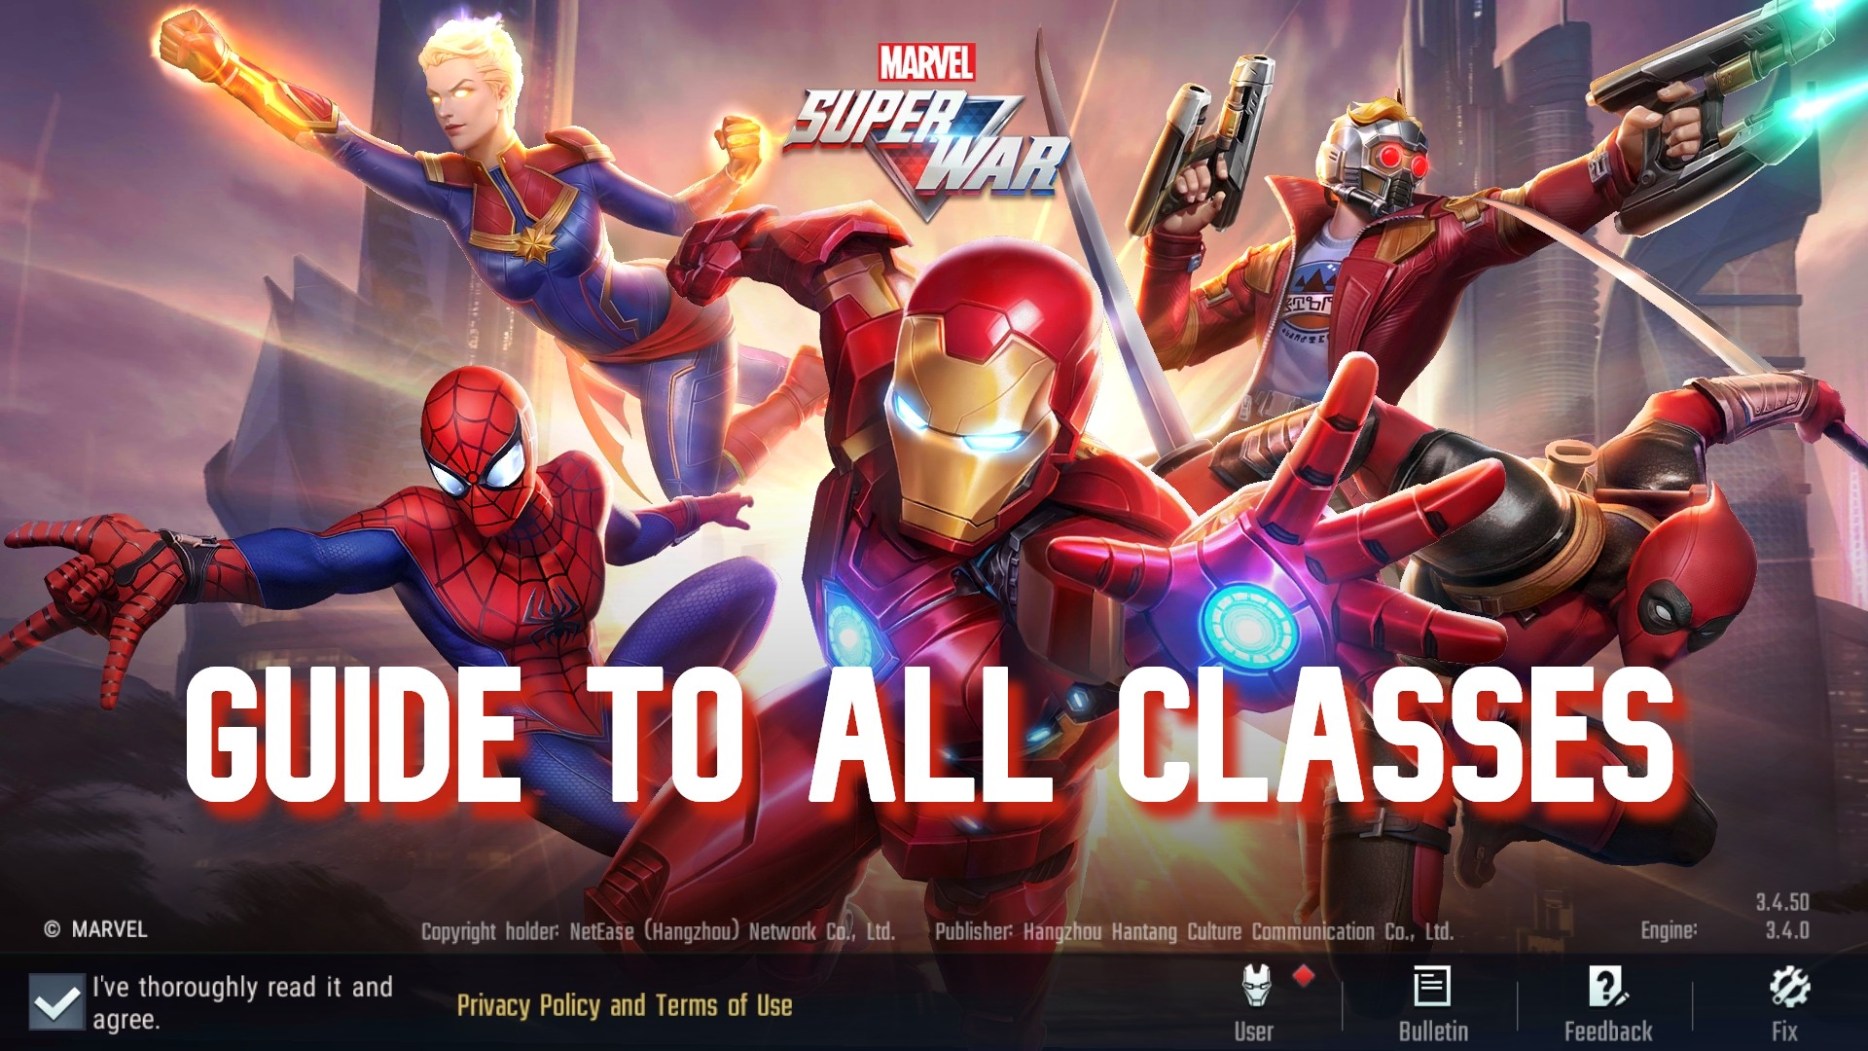 MARVEL
SUPER
WAR
GUIDE TO ALL CLASSES
3.4.50
© MARVEL
Copyright holder: NetEase (Hangzhou) Network Co., Ltd. Publisher: Hangzhou Hantang Culture Communication Co., Ltd.
Engine: 3.4.0
I've thoroughly read it and
agree.
Privacy Policy and Terms of Use
User
Bulletin
Feedback
Fix